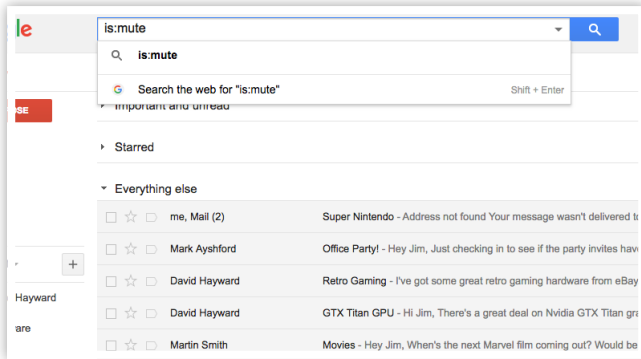 le
is:mute
is:mute
Search the web for "is:mute" Shift + Enter
OSE
Important and unread
Starred
Everything else
me, Mail (2) Super Nintendo - Address not found Your message wasn't delivered to
Mark Ayshford Office Party! - Hey Jim, Just checking in to see if the party invites have
David Hayward Retro Gaming - I've got some great retro gaming hardware from eBay
Hayward
David Hayward GTX Titan GPU - Hi Jim, There's a great deal on Nvidia GTX Titan gra
are
Martin Smith Movies - Hey Jim, When's the next Marvel film coming out? Would be